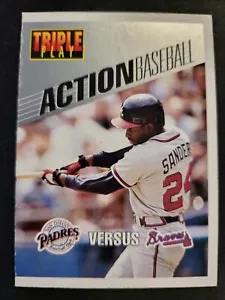 TRIPLE
PLAY
ACTION BASEBALL
SANDER
24
PADRES
VERSUS
Braves